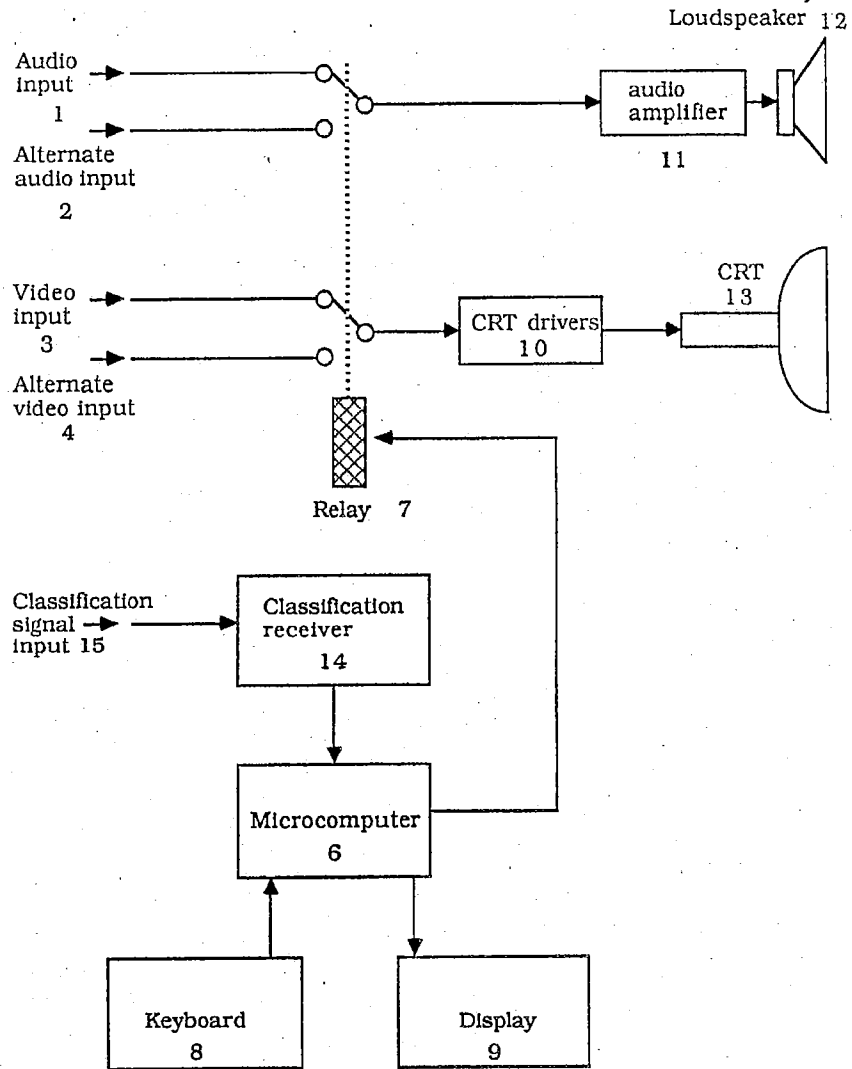 Loudspeaker 12
Audio
input
1
audio
amplifier
11
Alternate
audio input
2
Video
input
3
CRT
13
CRT drivers
10
Alternate
video input
4
Relay 7
Classification
signal
input 15
Classification
receiver
14
Microcomputer
6
Keyboard
8
Display
9